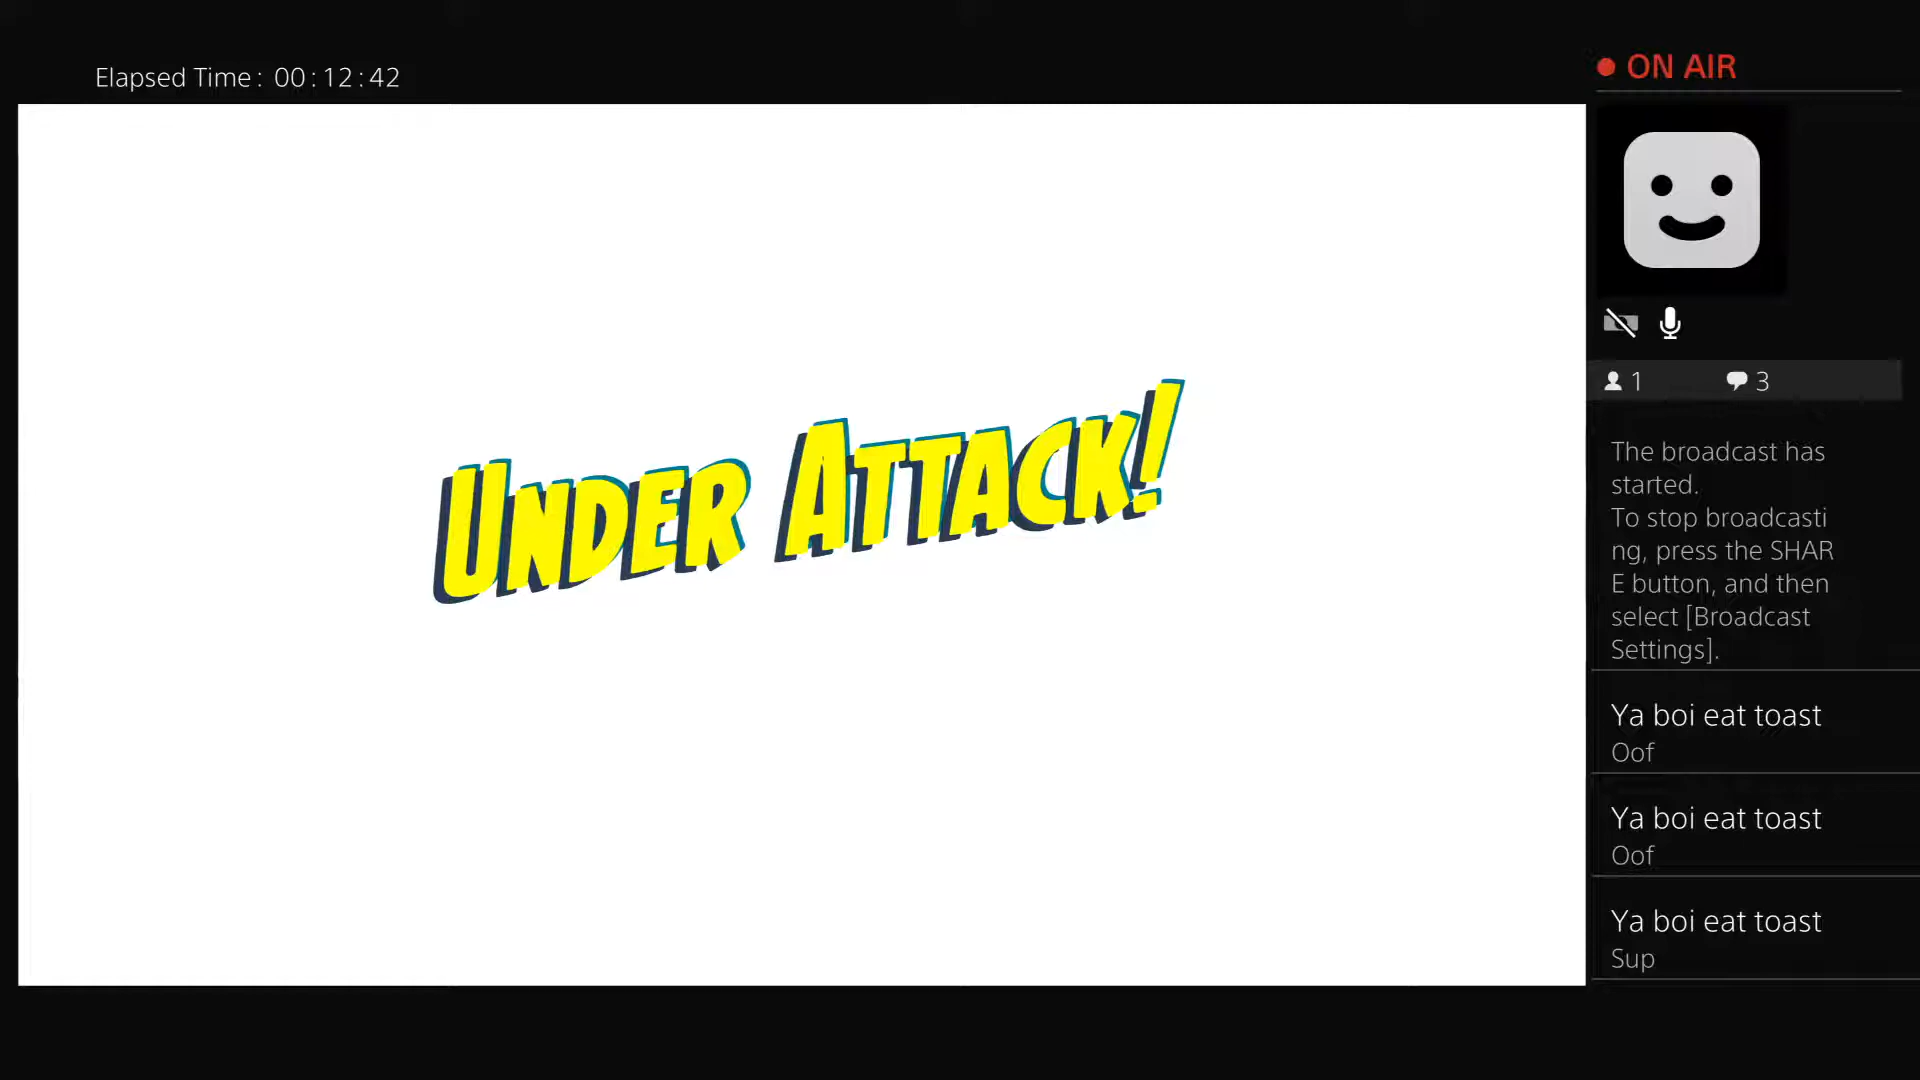 Elapsed Time: 00:12:42
ON AIR
UNDER ATTACK!
1
3
The broadcast has
started.
To stop broadcasti
ng, press the SHAR
E button, and then
select [Broadcast
Settings].
Ya boi eat toast
Oof
Ya boi eat toast
Oof
Ya boi eat toast
Sup